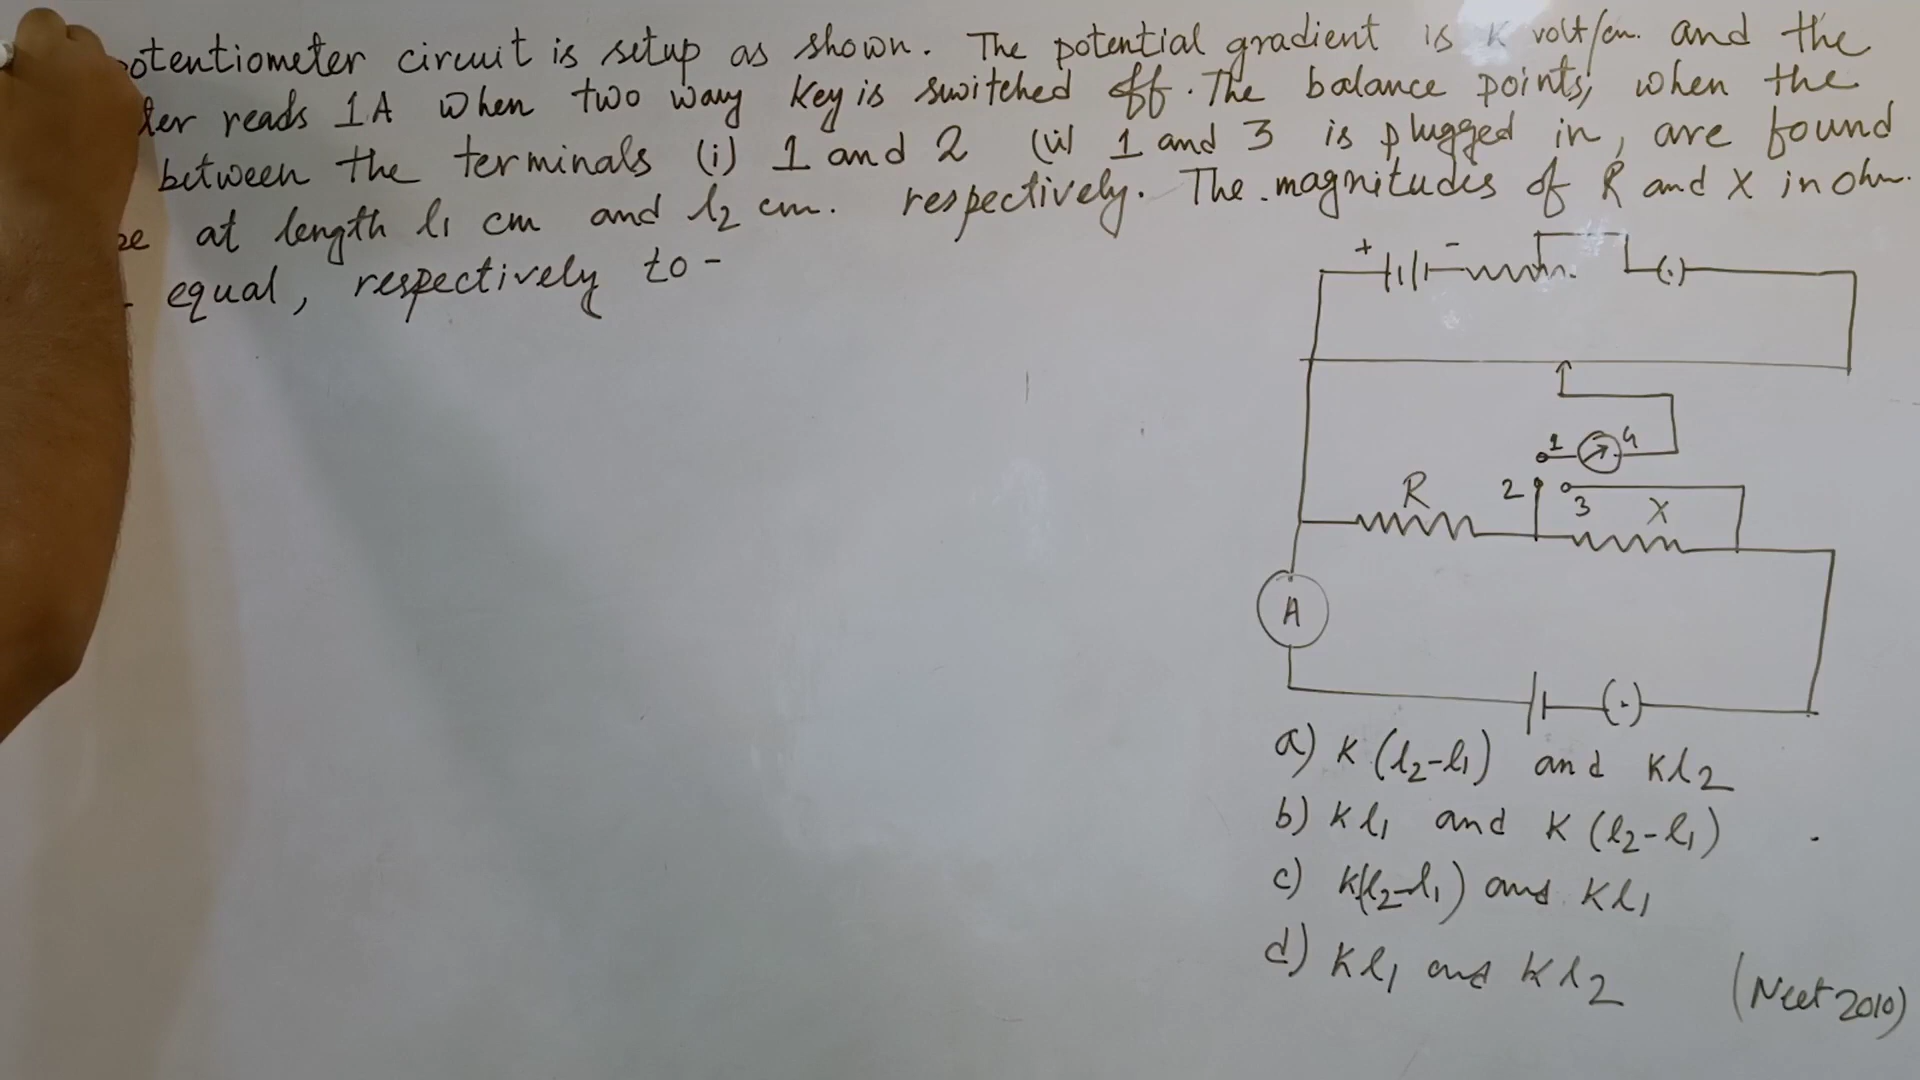 otentiometer circuit is setup as shown. The potential gradient is K volt/cm. and the
ter reads 1A when two way key is switched off. The balance points, when the
between the terminals (i) 1 and 2 (ii) 1 and 3 is plugged in, are found
be at length l1 cm and l2 cm. respectively. The magnitudes of R and X in ohm.
equal, respectively to -
+ -
1 G
R 2 3 X
A
a) K (l2-l1) and Kl2
b) Kl1 and K (l2-l1)
c) K(l2-l1) and Kl1
d) Kl1 and Kl2 (Neet 2010)